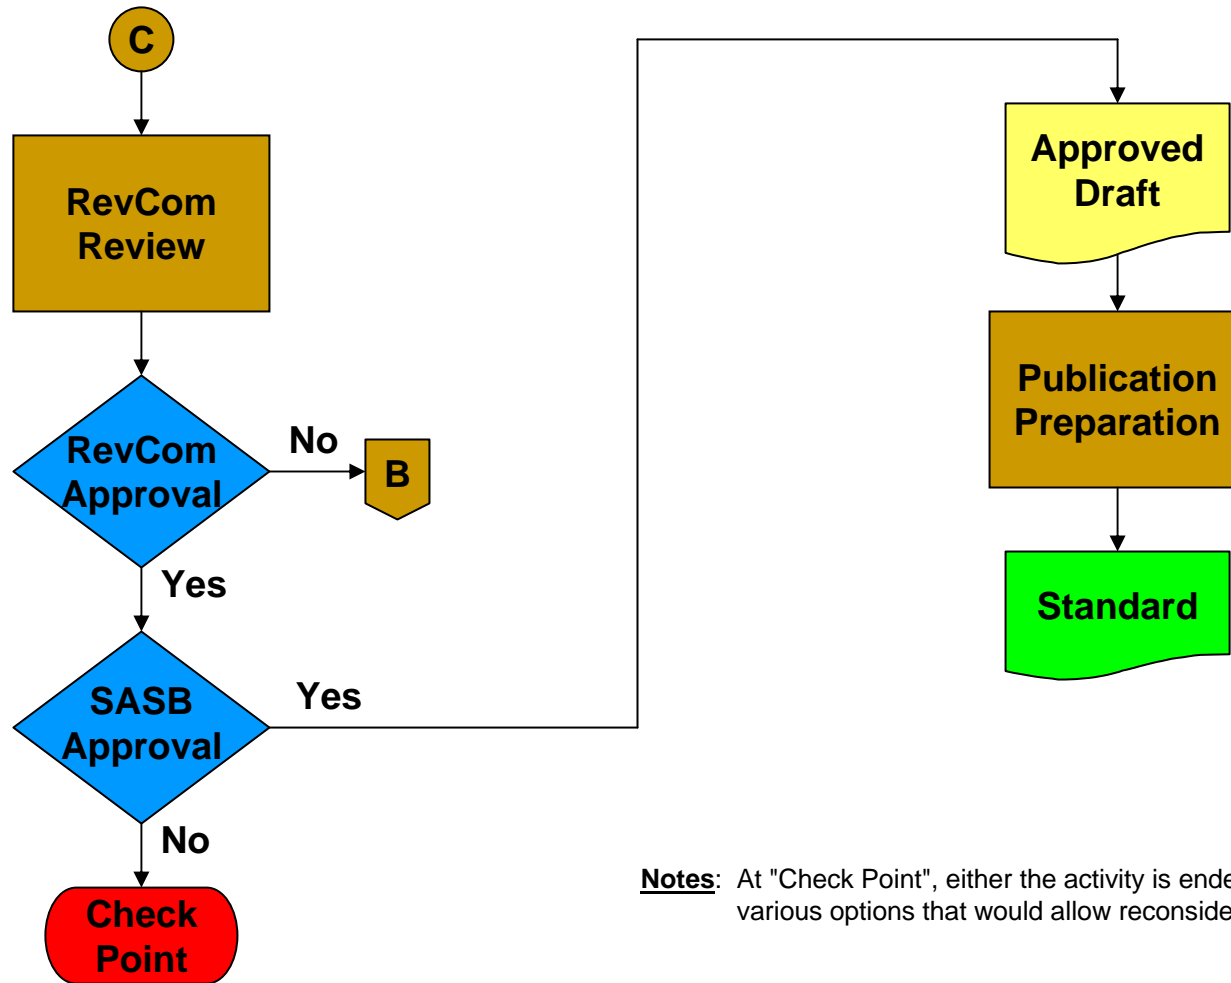 C
RevCom
Review
RevCom
Approval
No
B
Yes
SASB
Approval
Yes
No
Check
Point
Approved
Draft
Publication
Preparation
Standard
Notes: At "Check Point", either the activity is ende
various options that would allow reconside